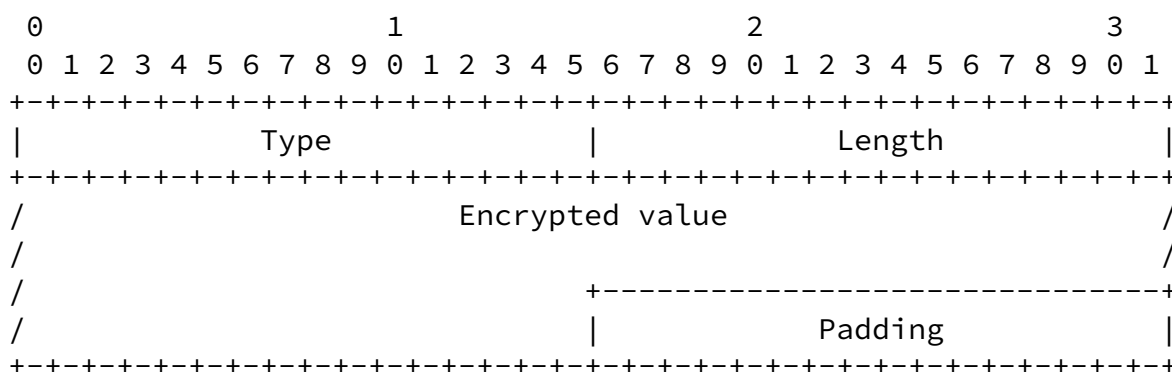 0                   1                   2                   3
 0 1 2 3 4 5 6 7 8 9 0 1 2 3 4 5 6 7 8 9 0 1 2 3 4 5 6 7 8 9 0 1
+-+-+-+-+-+-+-+-+-+-+-+-+-+-+-+-+-+-+-+-+-+-+-+-+-+-+-+-+-+-+-+-+
|             Type              |             Length            |
+-+-+-+-+-+-+-+-+-+-+-+-+-+-+-+-+-+-+-+-+-+-+-+-+-+-+-+-+-+-+-+-+
/                        Encrypted value                        /
/                                                               /
/                               +-------------------------------+
/                               |            Padding            |
+-+-+-+-+-+-+-+-+-+-+-+-+-+-+-+-+-+-+-+-+-+-+-+-+-+-+-+-+-+-+-+-+